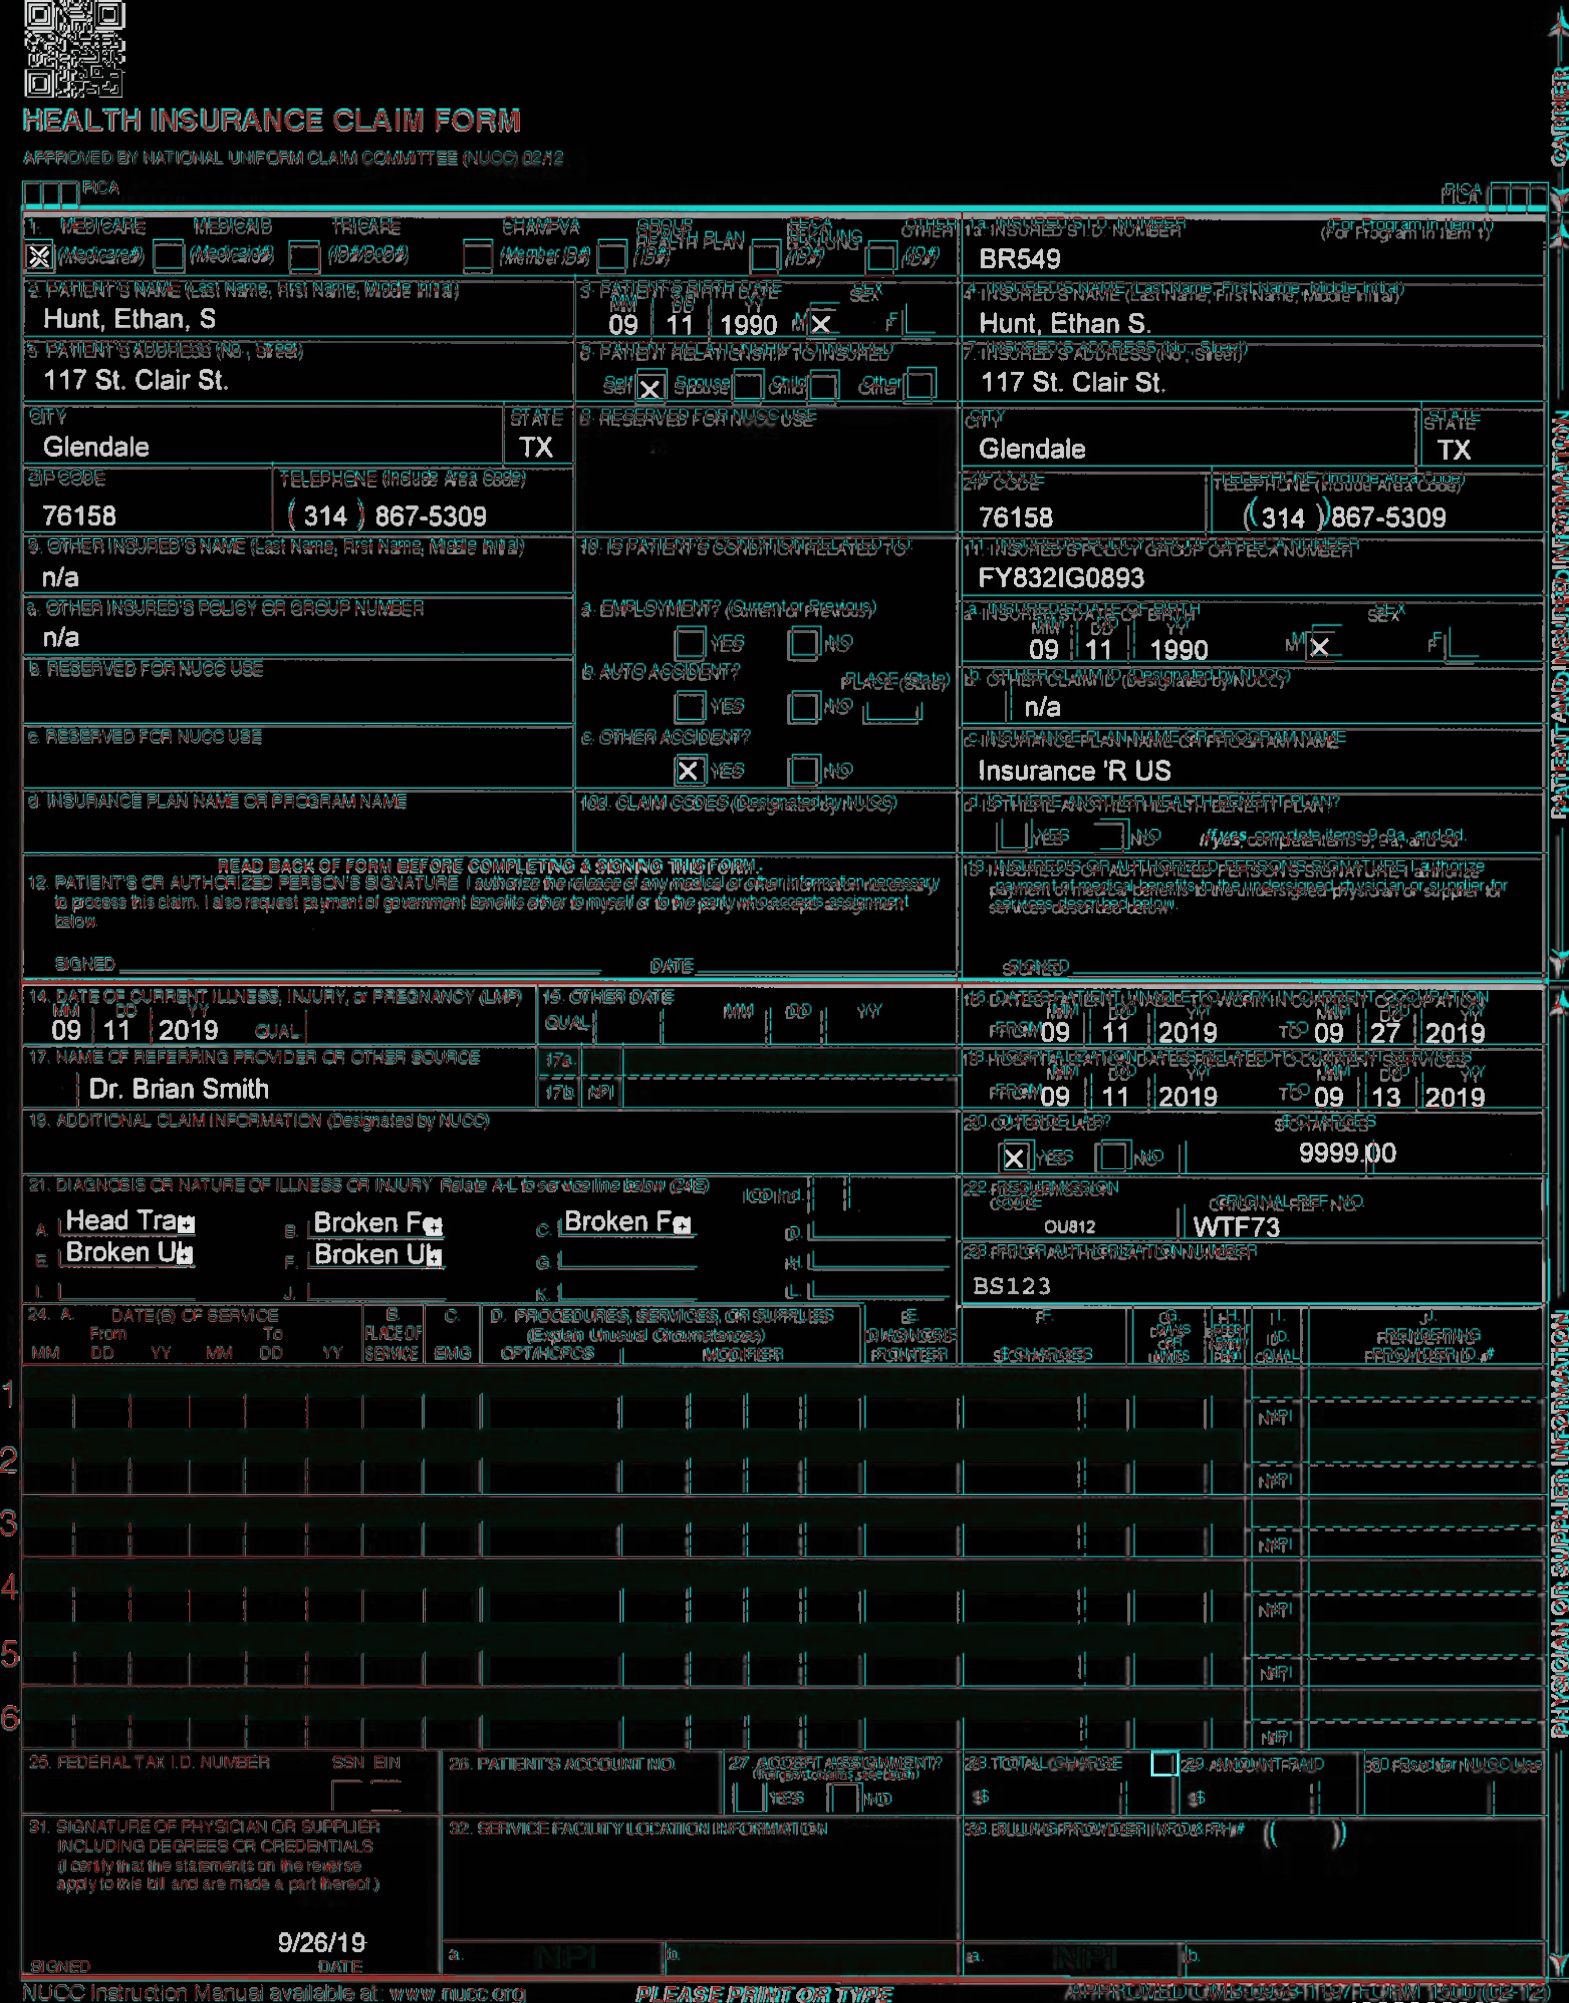 HEALTH INSURANCE CLAIM FORM
APPROVED BY NATIONAL UNIFORM CLAIM COMMITTEE (NUCC) 02/12
PICA
PICA
CARRIER
1. MEDICARE MEDICAID TRICARE CHAMPVA GROUP HEALTH PLAN FECA BLK LUNG OTHER
(Medicare#) (Medicaid#) (ID#/DoD#) (Member ID#) (ID#) (ID#) (ID#)
1a. INSURED'S I.D. NUMBER (For Program in Item 1)
BR549
2. PATIENT'S NAME (Last Name, First Name, Middle Initial)
Hunt, Ethan, S
3. PATIENT'S BIRTH DATE SEX
MM DD YY
09 11 1990 M X F
4. INSURED'S NAME (Last Name, First Name, Middle Initial)
Hunt, Ethan S.
5. PATIENT'S ADDRESS (No., Street)
117 St. Clair St.
6. PATIENT RELATIONSHIP TO INSURED
Self X Spouse Child Other
7. INSURED'S ADDRESS (No., Street)
117 St. Clair St.
CITY STATE
Glendale TX
8. RESERVED FOR NUCC USE
CITY STATE
Glendale TX
ZIP CODE TELEPHONE (Include Area Code)
76158 (314) 867-5309
ZIP CODE TELEPHONE (Include Area Code)
76158 (314) 867-5309
9. OTHER INSURED'S NAME (Last Name, First Name, Middle Initial)
n/a
10. IS PATIENT'S CONDITION RELATED TO:
11. INSURED'S POLICY GROUP OR FECA NUMBER
FY832IG0893
a. OTHER INSURED'S POLICY OR GROUP NUMBER
n/a
a. EMPLOYMENT? (Current or Previous)
YES NO
a. INSURED'S DATE OF BIRTH SEX
MM DD YY
09 11 1990 M X F
b. RESERVED FOR NUCC USE
b. AUTO ACCIDENT? PLACE (State)
YES NO
b. OTHER CLAIM ID (Designated by NUCC)
n/a
c. RESERVED FOR NUCC USE
c. OTHER ACCIDENT?
X YES NO
c. INSURANCE PLAN NAME OR PROGRAM NAME
Insurance 'R US
d. INSURANCE PLAN NAME OR PROGRAM NAME
10d. CLAIM CODES (Designated by NUCC)
d. IS THERE ANOTHER HEALTH BENEFIT PLAN?
YES NO If yes, complete items 9, 9a, and 9d.
READ BACK OF FORM BEFORE COMPLETING & SIGNING THIS FORM.
12. PATIENT'S OR AUTHORIZED PERSON'S SIGNATURE I authorize the release of any medical or other information necessary
to process this claim. I also request payment of government benefits either to myself or to the party who accepts assignment
below.
SIGNED DATE
13. INSURED'S OR AUTHORIZED PERSON'S SIGNATURE I authorize
payment of medical benefits to the undersigned physician or supplier for
services described below.
SIGNED
PATIENT AND INSURED INFORMATION
14. DATE OF CURRENT ILLNESS, INJURY, or PREGNANCY (LMP)
MM DD YY
09 11 2019 QUAL.
15. OTHER DATE
QUAL. MM DD YY
16. DATES PATIENT UNABLE TO WORK IN CURRENT OCCUPATION
MM DD YY MM DD YY
FROM 09 11 2019 TO 09 27 2019
17. NAME OF REFERRING PROVIDER OR OTHER SOURCE
Dr. Brian Smith
17a.
17b. NPI
18. HOSPITALIZATION DATES RELATED TO CURRENT SERVICES
MM DD YY MM DD YY
FROM 09 11 2019 TO 09 13 2019
19. ADDITIONAL CLAIM INFORMATION (Designated by NUCC)
20. OUTSIDE LAB? $ CHARGES
X YES NO 9999.00
21. DIAGNOSIS OR NATURE OF ILLNESS OR INJURY Relate A-L to service line below (24E) ICD Ind.
A. Head Tra B. Broken Fe C. Broken Fe D.
E. Broken Ul F. Broken Ul G. H.
I. J. K. L.
22. RESUBMISSION CODE ORIGINAL REF. NO.
OU812 WTF73
23. PRIOR AUTHORIZATION NUMBER
BS123
24. A. DATE(S) OF SERVICE B. C. D. PROCEDURES, SERVICES, OR SUPPLIES E. F. G. H. I. J.
From To PLACE OF (Explain Unusual Circumstances) DIAGNOSIS DAYS OR ID. RENDERING
MM DD YY MM DD YY SERVICE EMG CPT/HCPCS MODIFIER POINTER $ CHARGES UNITS QUAL. PROVIDER ID. #
1 NPI
2 NPI
3 NPI
4 NPI
5 NPI
6 NPI
PHYSICIAN OR SUPPLIER INFORMATION
25. FEDERAL TAX I.D. NUMBER SSN EIN
26. PATIENT'S ACCOUNT NO.
27. ACCEPT ASSIGNMENT?
YES NO
28. TOTAL CHARGE
$
29. AMOUNT PAID
$
30. Rsvd for NUCC Use
31. SIGNATURE OF PHYSICIAN OR SUPPLIER
INCLUDING DEGREES OR CREDENTIALS
(I certify that the statements on the reverse
apply to this bill and are made a part thereof.)
9/26/19
SIGNED DATE
32. SERVICE FACILITY LOCATION INFORMATION
a. NPI b.
33. BILLING PROVIDER INFO & PH # ( )
a. NPI b.
NUCC Instruction Manual available at: www.nucc.org
PLEASE PRINT OR TYPE
APPROVED OMB-0938-1197 FORM 1500 (02-12)